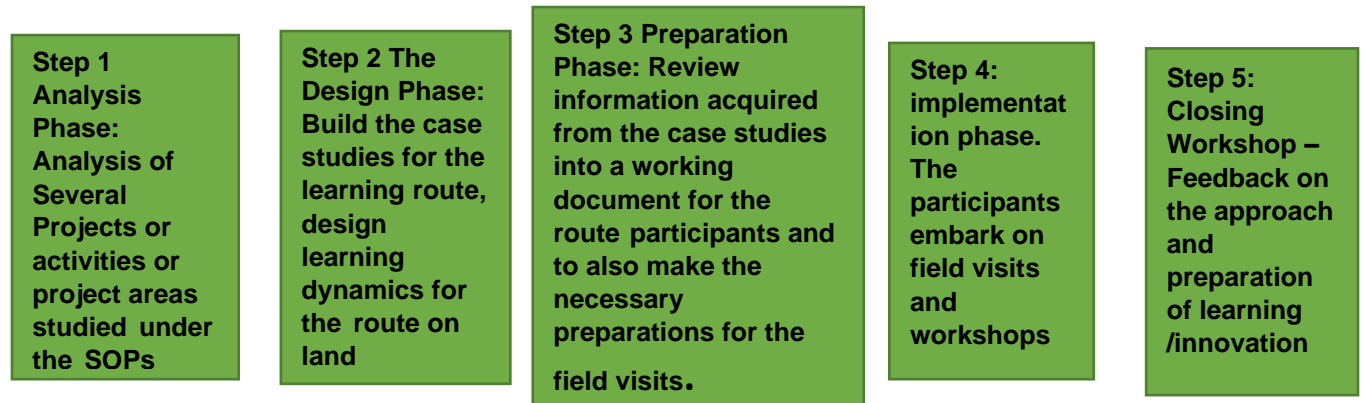 Step 1
Analysis
Phase:
Analysis of
Several
Projects or
activities or
project areas
studied under
the SOPs
Step 2 The
Design Phase:
Build the case
studies for the
learning route,
design
learning
dynamics for
the route on
land
Step 3 Preparation
Phase: Review
information acquired
from the case studies
into a working
document for the
route participants and
to also make the
necessary
preparations for the
field visits.
Step 4:
implementat
ion phase.
The
participants
embark on
field visits
and
workshops
Step 5:
Closing
Workshop –
Feedback on
the approach
and
preparation
of learning
/innovation